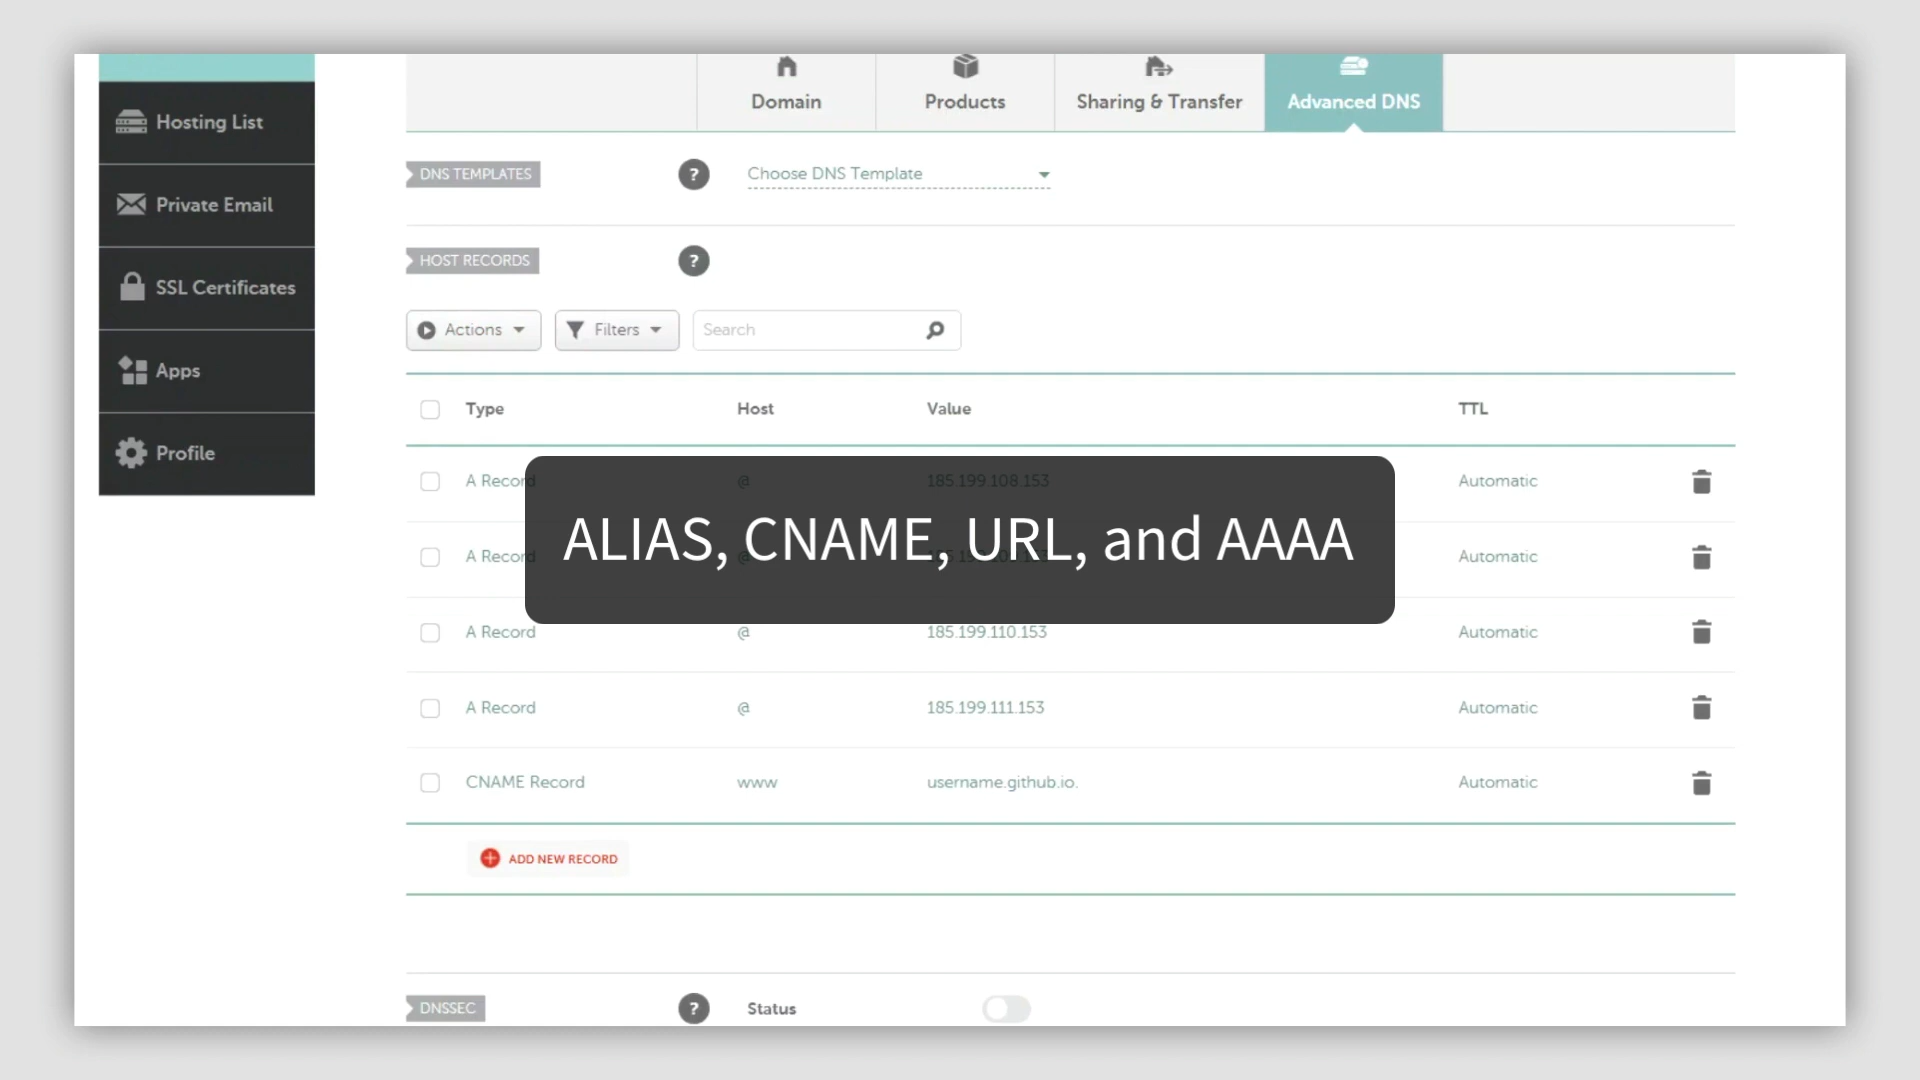 Domain
Products
Sharing & Transfer
Advanced DNS
Hosting List
Private Email
SSL Certificates
Apps
Profile
DNS TEMPLATES
?
Choose DNS Template
HOST RECORDS
?
Actions
Filters
Search
Type Host Value TTL
A Record @ 185.199.108.153 Automatic
A Record @ Automatic
ALIAS, CNAME, URL, and AAAA
A Record @ 185.199.110.153 Automatic
A Record @ 185.199.111.153 Automatic
CNAME Record www username.github.io. Automatic
ADD NEW RECORD
DNSSEC
?
Status